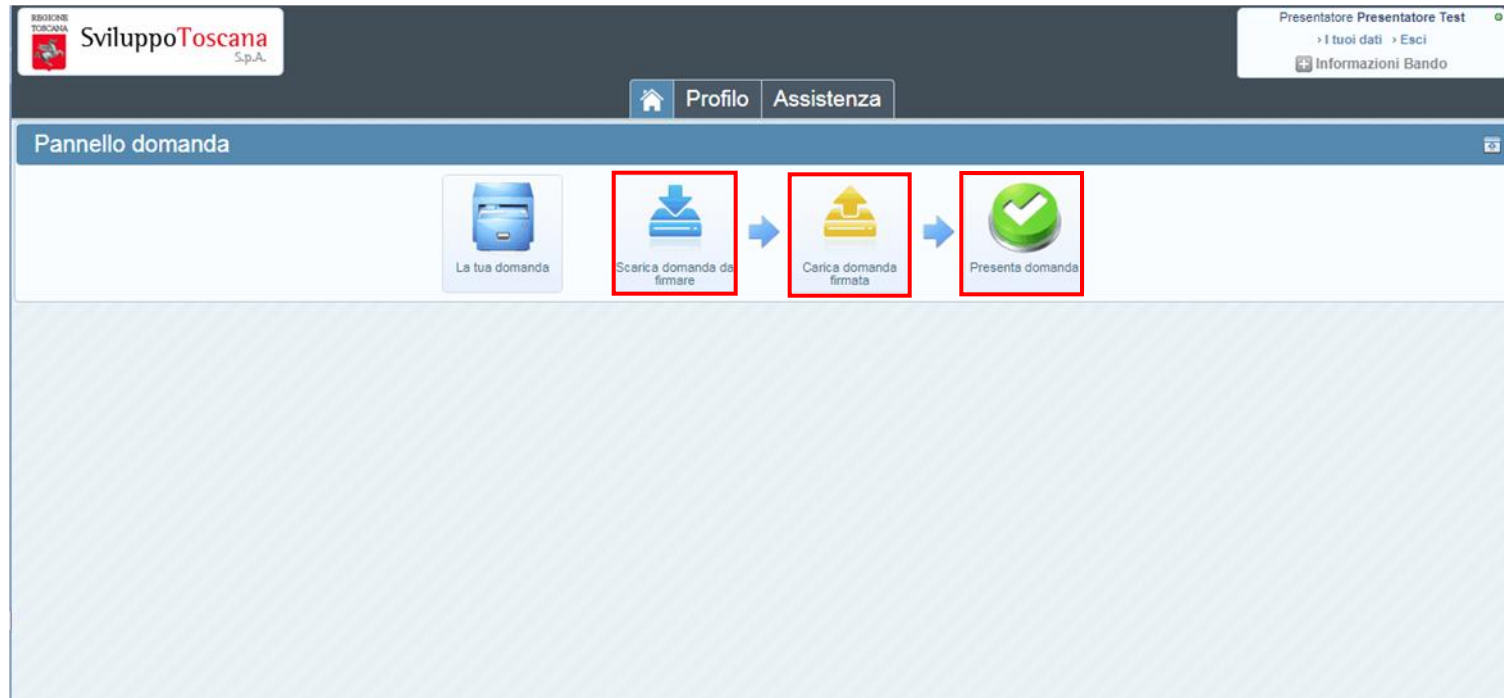 REGIONE
TOSCANA
SviluppoToscana
S.p.A.
Presentatore Presentatore Test
› I tuoi dati › Esci
Informazioni Bando
Profilo
Assistenza
Pannello domanda
La tua domanda
Scarica domanda da
firmare
Carica domanda
firmata
Presenta domanda